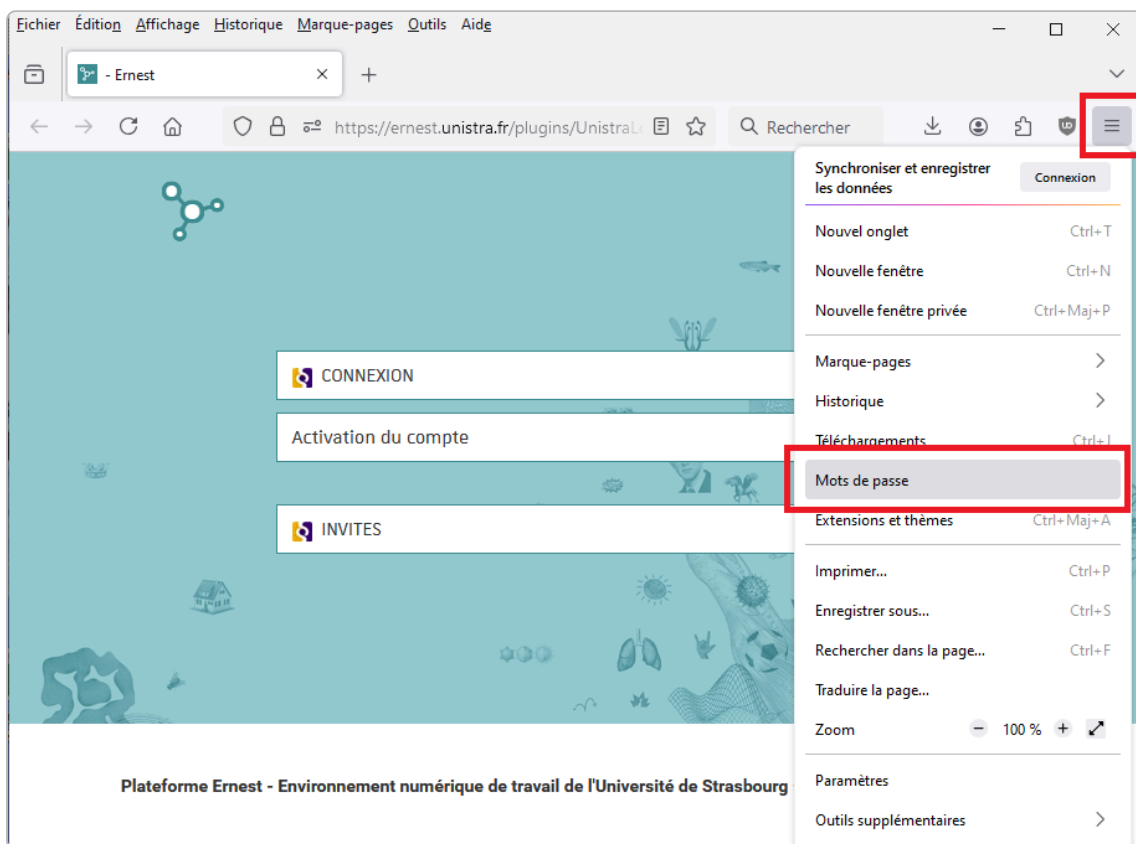 Fichier Édition Affichage Historique Marque-pages Outils Aide
- Ernest
https://ernest.unistra.fr/plugins/UnistraL
Rechercher
Synchroniser et enregistrer
les données
Connexion
Nouvel onglet Ctrl+T
Nouvelle fenêtre Ctrl+N
Nouvelle fenêtre privée Ctrl+Maj+P
CONNEXION
Marque-pages
Historique
Activation du compte
Téléchargements Ctrl+J
Mots de passe
INVITES
Extensions et thèmes Ctrl+Maj+A
Imprimer... Ctrl+P
Enregistrer sous... Ctrl+S
Rechercher dans la page... Ctrl+F
Traduire la page...
Zoom − 100 % +
Plateforme Ernest - Environnement numérique de travail de l'Université de Strasbourg
Paramètres
Outils supplémentaires